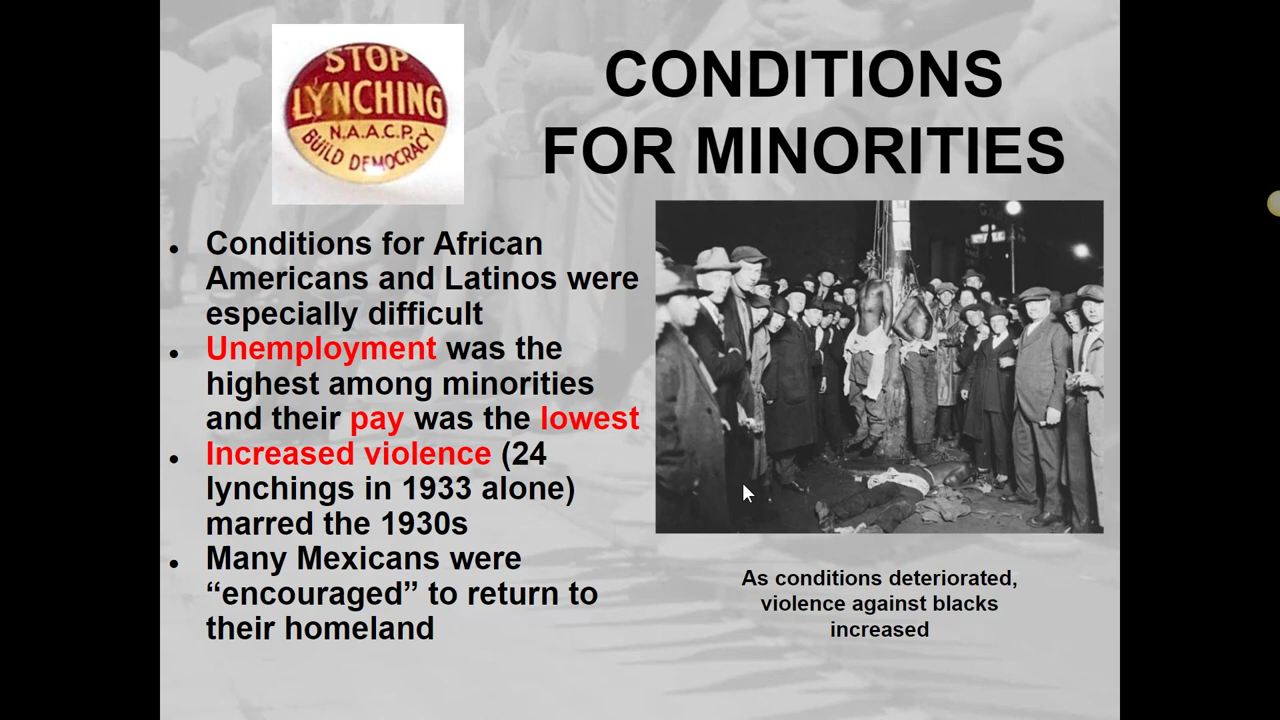 STOP
LYNCHING
N.A.A.C.P.
BUILD DEMOCRACY
CONDITIONS
FOR MINORITIES
• Conditions for African
Americans and Latinos were
especially difficult
• Unemployment was the
highest among minorities
and their pay was the lowest
• Increased violence (24
lynchings in 1933 alone)
marred the 1930s
• Many Mexicans were
“encouraged” to return to
their homeland
As conditions deteriorated,
violence against blacks
increased